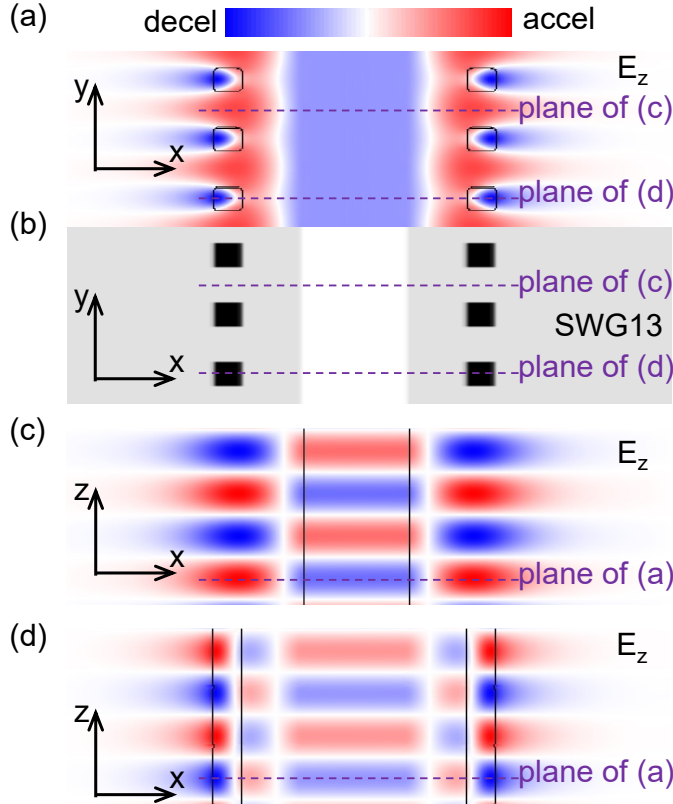 (a)
decel
accel
E_z
y
x
plane of (c)
plane of (d)
(b)
y
x
plane of (c)
SWG13
plane of (d)
(c)
E_z
z
x
plane of (a)
(d)
E_z
z
x
plane of (a)